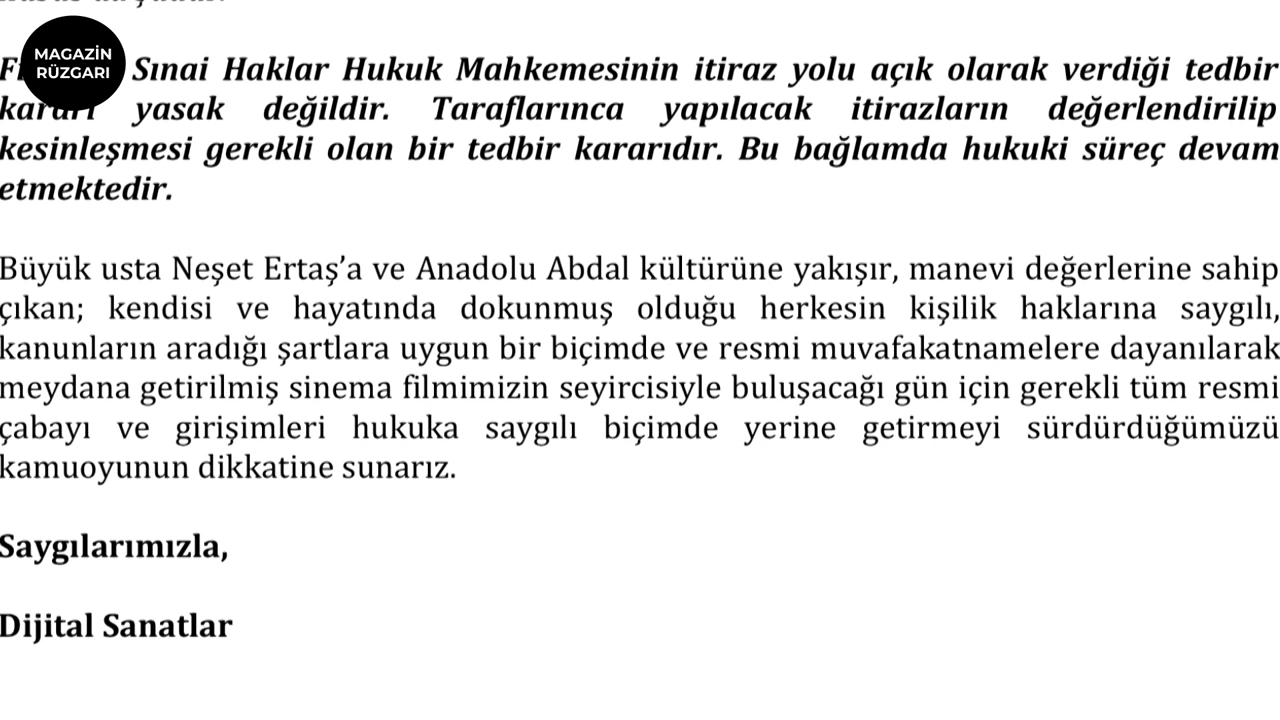 MAGAZİN
RÜZGARI
Sınai Haklar Hukuk Mahkemesinin itiraz yolu açık olarak verdiği tedbir
kararı yasak değildir. Taraflarınca yapılacak itirazların değerlendirilip
kesinleşmesi gerekli olan bir tedbir kararıdır. Bu bağlamda hukuki süreç devam
etmektedir.
Büyük usta Neşet Ertaş’a ve Anadolu Abdal kültürüne yakışır, manevi değerlerine sahip
çıkan; kendisi ve hayatında dokunmuş olduğu herkesin kişilik haklarına saygılı,
kanunların aradığı şartlara uygun bir biçimde ve resmi muvafakatnamelere dayanılarak
meydana getirilmiş sinema filmimizin seyircisiyle buluşacağı gün için gerekli tüm resmi
çabayı ve girişimleri hukuka saygılı biçimde yerine getirmeyi sürdürdüğümüzü
kamuoyunun dikkatine sunarız.
Saygılarımızla,
Dijital Sanatlar